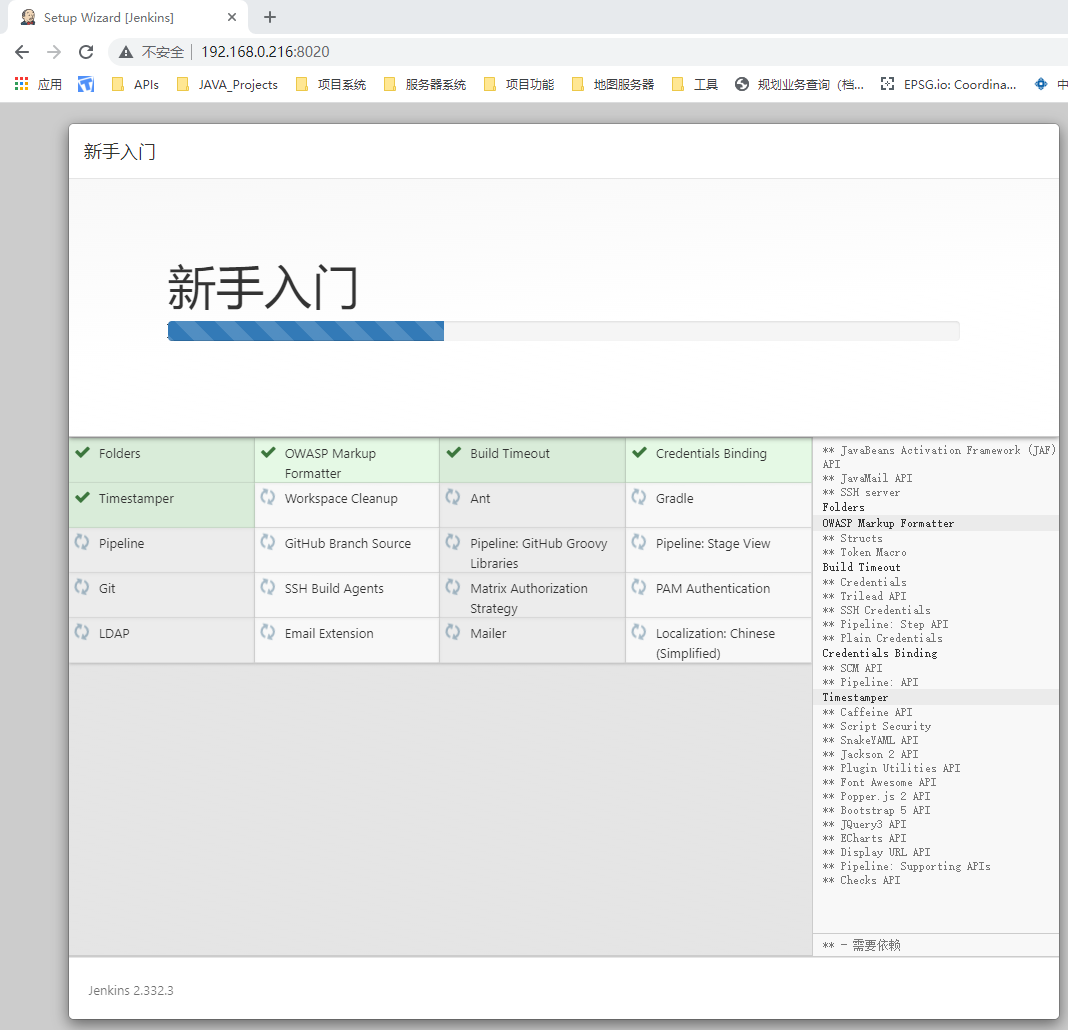 Setup Wizard [Jenkins]
不安全 192.168.0.216:8020
应用 APIs JAVA_Projects 项目系统 服务器系统 项目功能 地图服务器 工具 规划业务查询（档... EPSG.io: Coordina... 中
新手入门
新手入门
Folders
OWASP Markup
Formatter
Build Timeout
Credentials Binding
Timestamper
Workspace Cleanup
Ant
Gradle
Pipeline
GitHub Branch Source
Pipeline: GitHub Groovy
Libraries
Pipeline: Stage View
Git
SSH Build Agents
Matrix Authorization
Strategy
PAM Authentication
LDAP
Email Extension
Mailer
Localization: Chinese
(Simplified)
** JavaBeans Activation Framework (JAF)
API
** JavaMail API
** SSH server
Folders
OWASP Markup Formatter
** Structs
** Token Macro
Build Timeout
** Credentials
** Trilead API
** SSH Credentials
** Pipeline: Step API
** Plain Credentials
Credentials Binding
** SCM API
** Pipeline: API
Timestamper
** Caffeine API
** Script Security
** SnakeYAML API
** Jackson 2 API
** Plugin Utilities API
** Font Awesome API
** Popper.js 2 API
** Bootstrap 5 API
** JQuery3 API
** ECharts API
** Display URL API
** Pipeline: Supporting APIs
** Checks API
** - 需要依赖
Jenkins 2.332.3